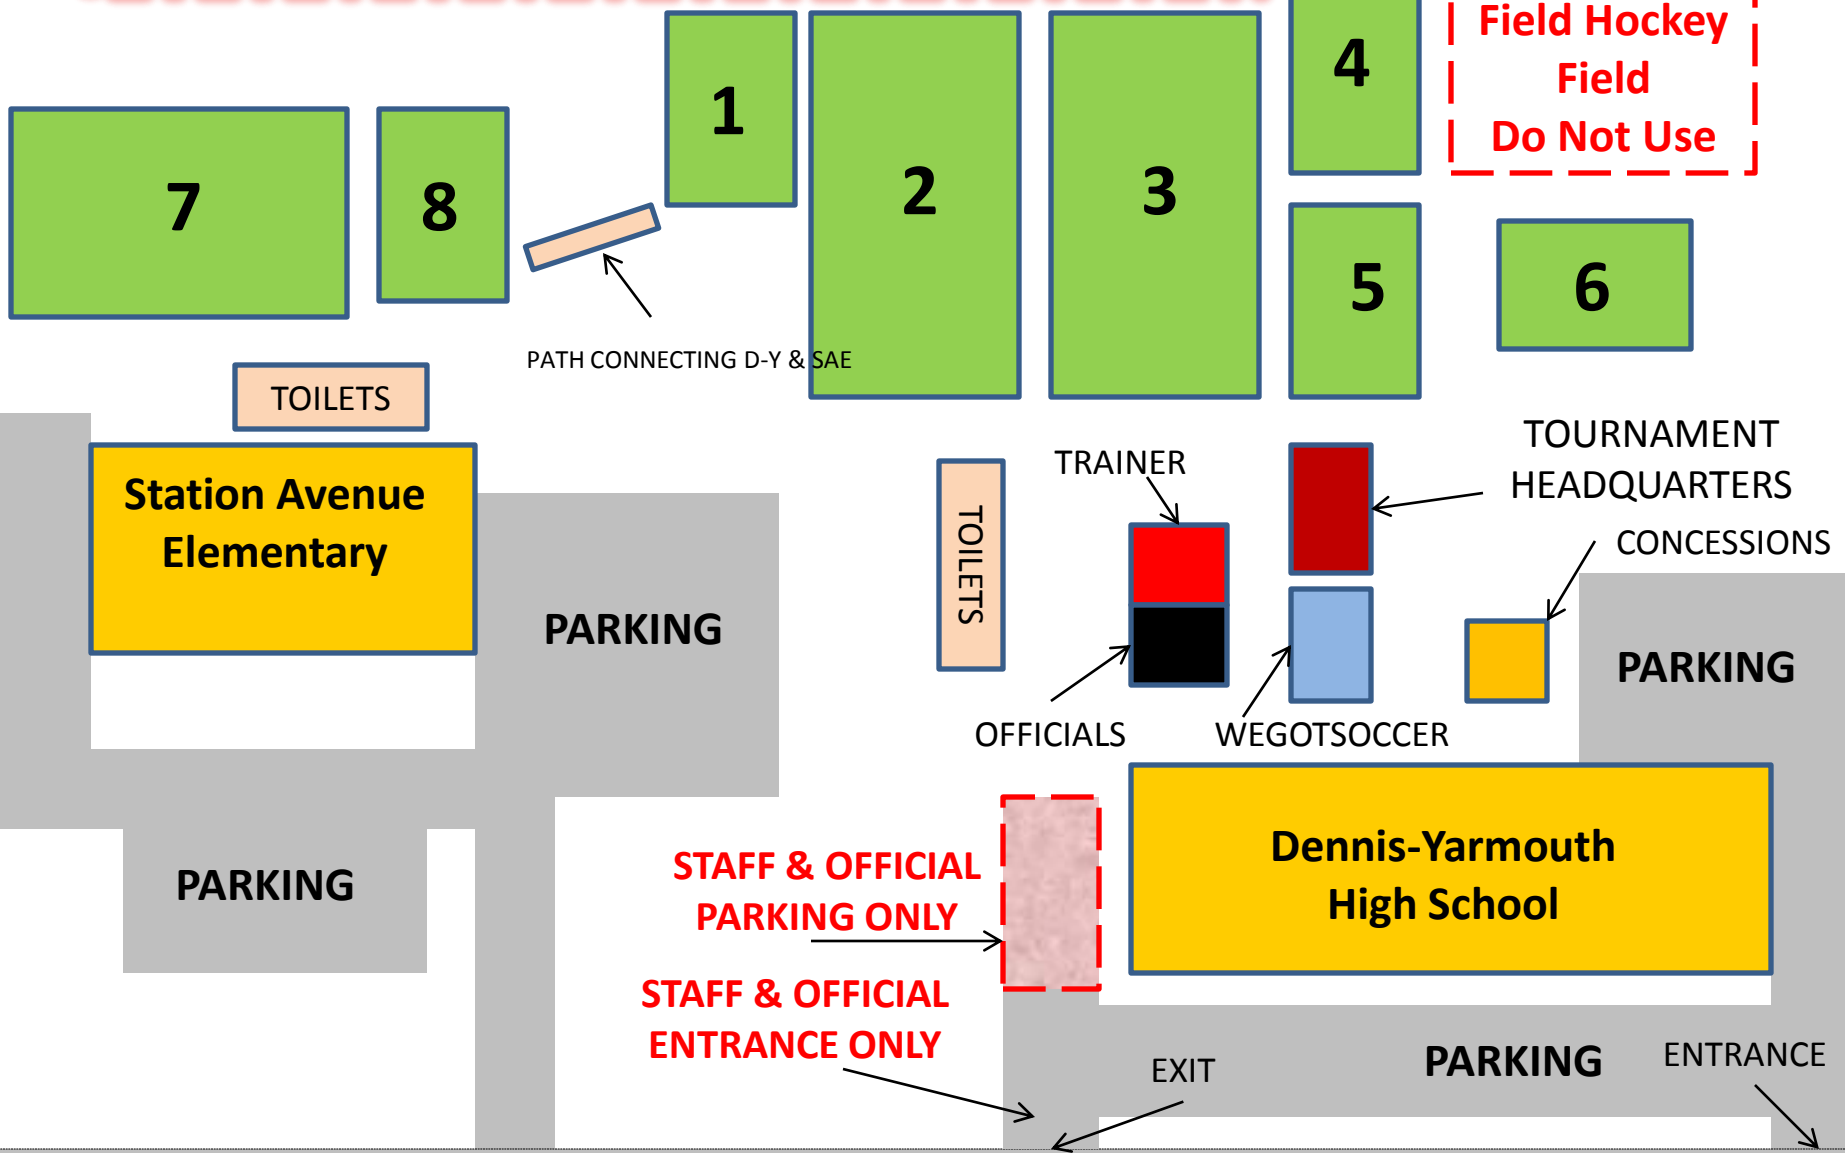 Field Hockey
Field
Do Not Use
4
1
2
3
7
8
5
6
PATH CONNECTING D-Y & SAE
TOILETS
TOURNAMENT
HEADQUARTERS
TRAINER
Station Avenue
Elementary
TOILETS
CONCESSIONS
PARKING
PARKING
OFFICIALS
WEGOTSOCCER
Dennis-Yarmouth
High School
STAFF & OFFICIAL
PARKING ONLY
PARKING
STAFF & OFFICIAL
ENTRANCE ONLY
EXIT
PARKING
ENTRANCE